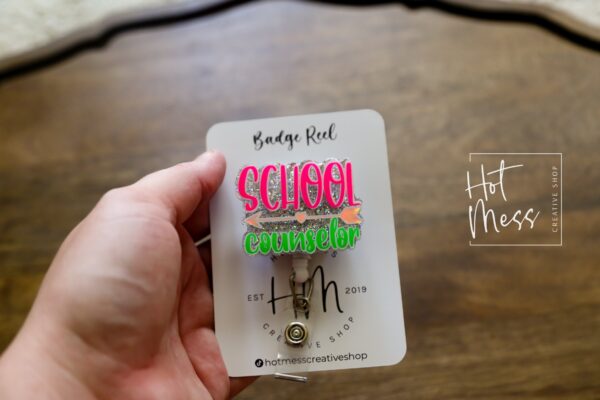 Badge Reel
SCHOOL
counselor
EST HM 2019
CREATIVE SHOP
hotmesscreativeshop
Hot
Mess
CREATIVE SHOP